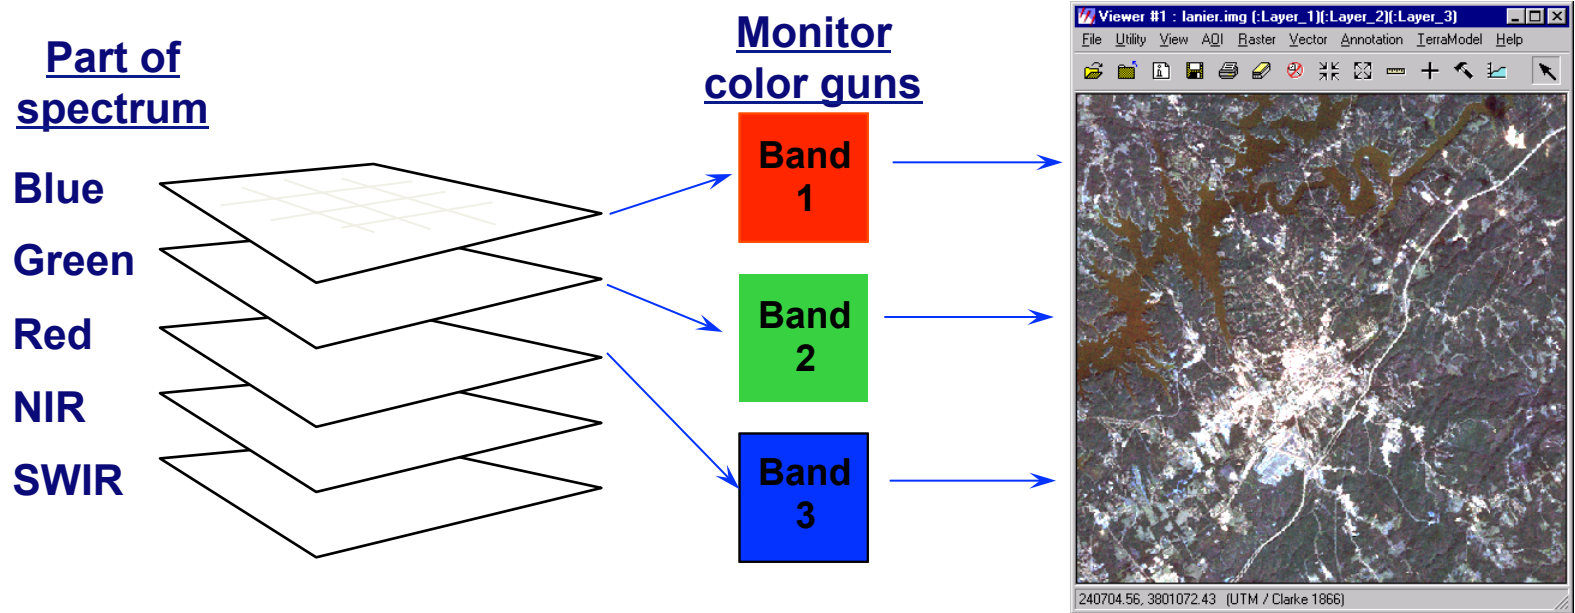 Part of
spectrum
Blue
Green
Red
NIR
SWIR
Monitor
color guns
Band
1
Band
2
Band
3
Viewer #1 : lanier.img (:Layer_1)(:Layer_2)(:Layer_3)
File Utility View AOI Raster Vector Annotation TerraModel Help
240704.56, 3801072.43 (UTM / Clarke 1866)